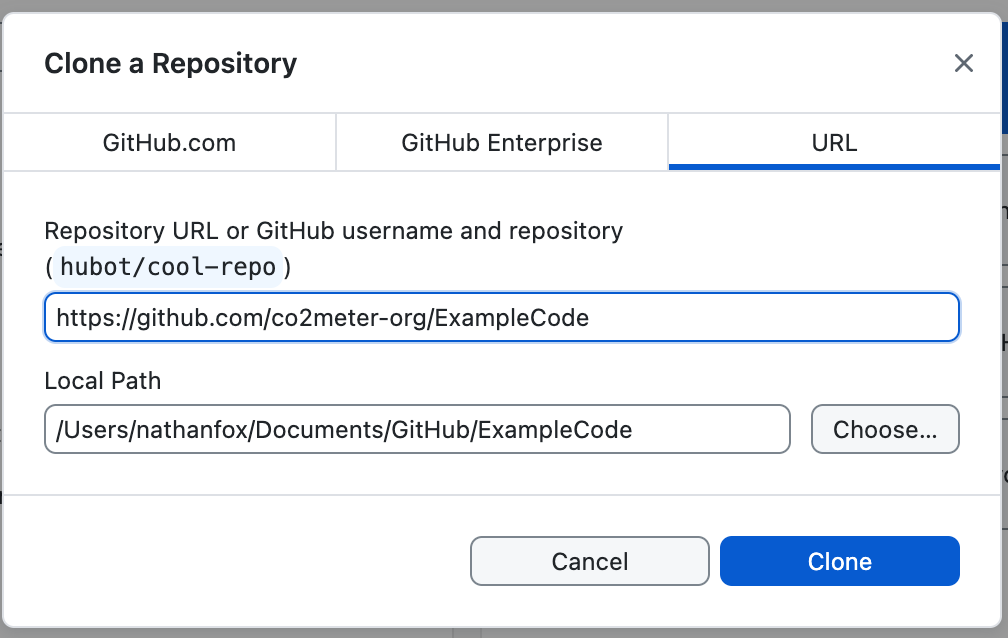 Clone a Repository
GitHub.com
GitHub Enterprise
URL
Repository URL or GitHub username and repository
(hubot/cool-repo)
https://github.com/co2meter-org/ExampleCode
Local Path
/Users/nathanfox/Documents/GitHub/ExampleCode
Choose...
Cancel
Clone